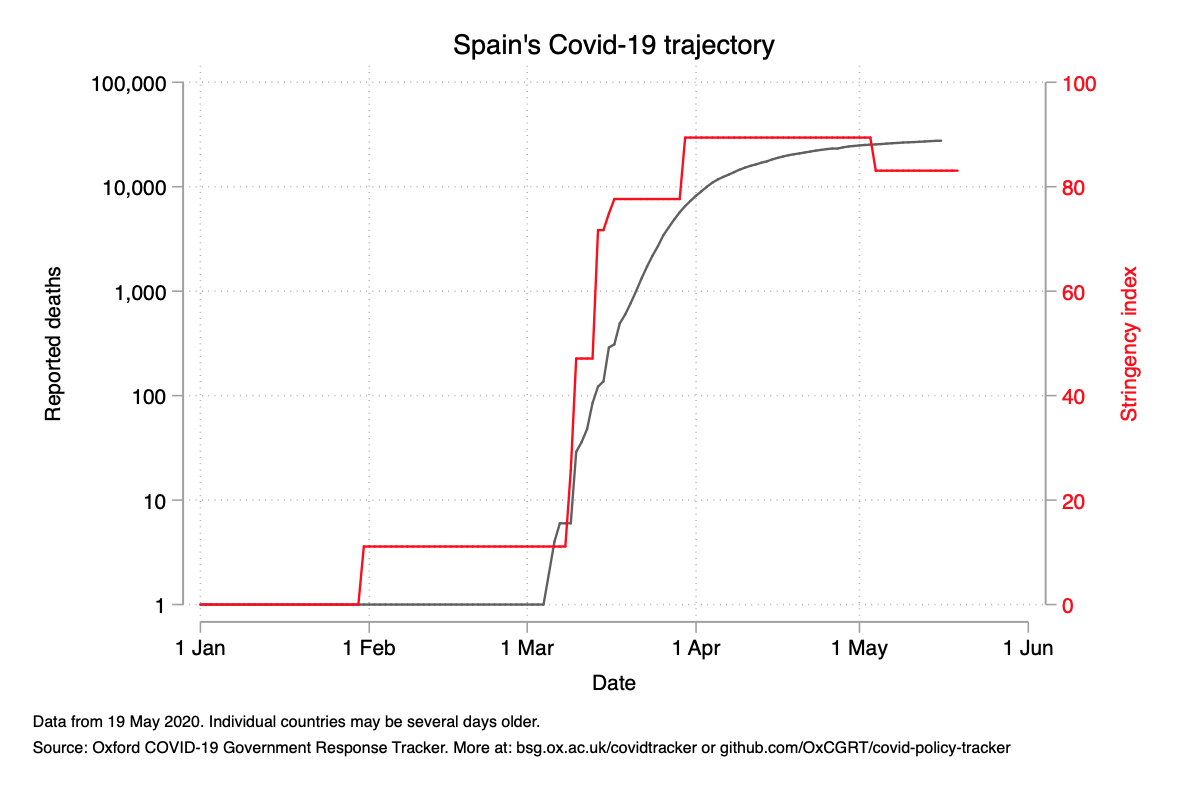 Spain's Covid-19 trajectory
100,000
10,000
1,000
100
10
1
Reported deaths
100
80
60
40
20
0
Stringency index
1 Jan
1 Feb
1 Mar
1 Apr
1 May
1 Jun
Date
Data from 19 May 2020. Individual countries may be several days older.
Source: Oxford COVID-19 Government Response Tracker. More at: bsg.ox.ac.uk/covidtracker or github.com/OxCGRT/covid-policy-tracker